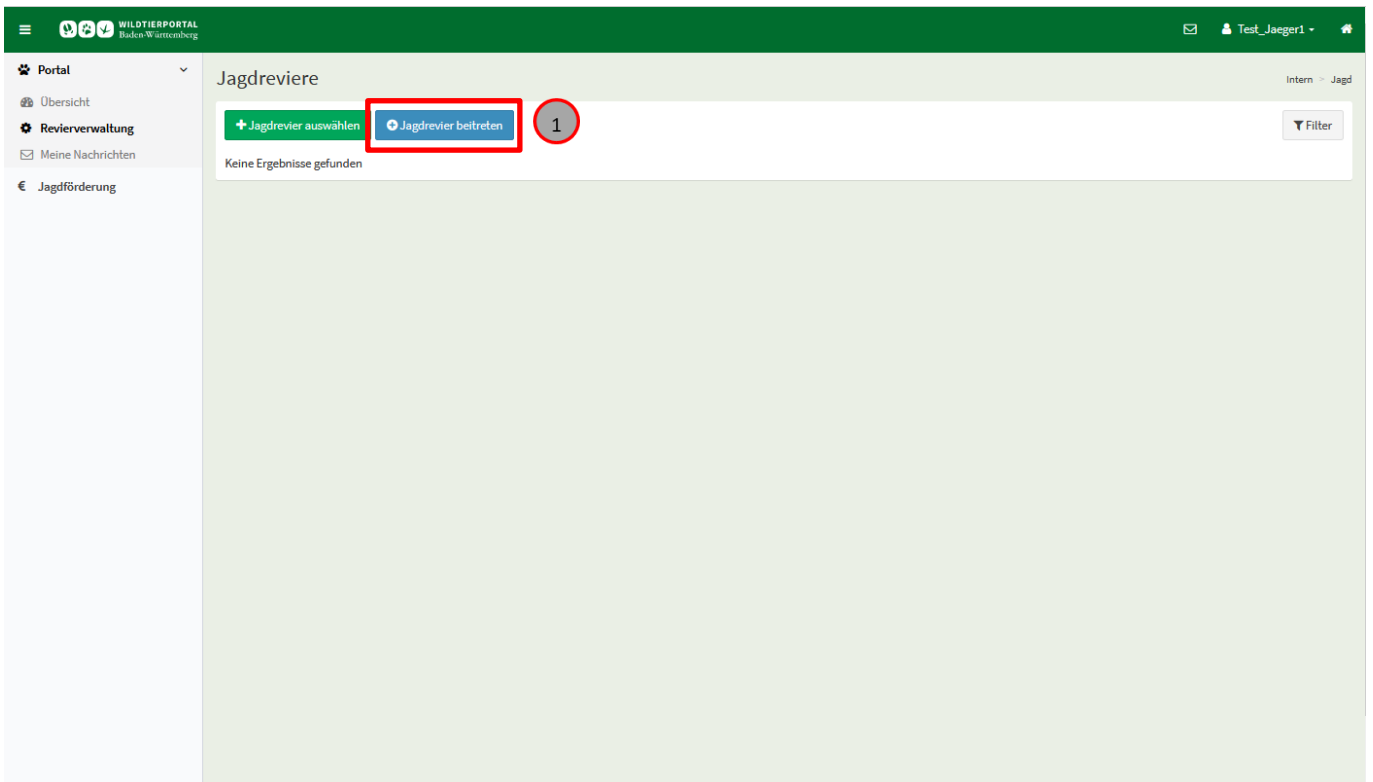 WILDTIERPORTAL
Baden-Württemberg
Test_Jaeger1
Portal
Übersicht
Revierverwaltung
Meine Nachrichten
€ Jagdförderung
Jagdreviere
Intern > Jagd
+ Jagdrevier auswählen
Jagdrevier beitreten
1
Filter
Keine Ergebnisse gefunden